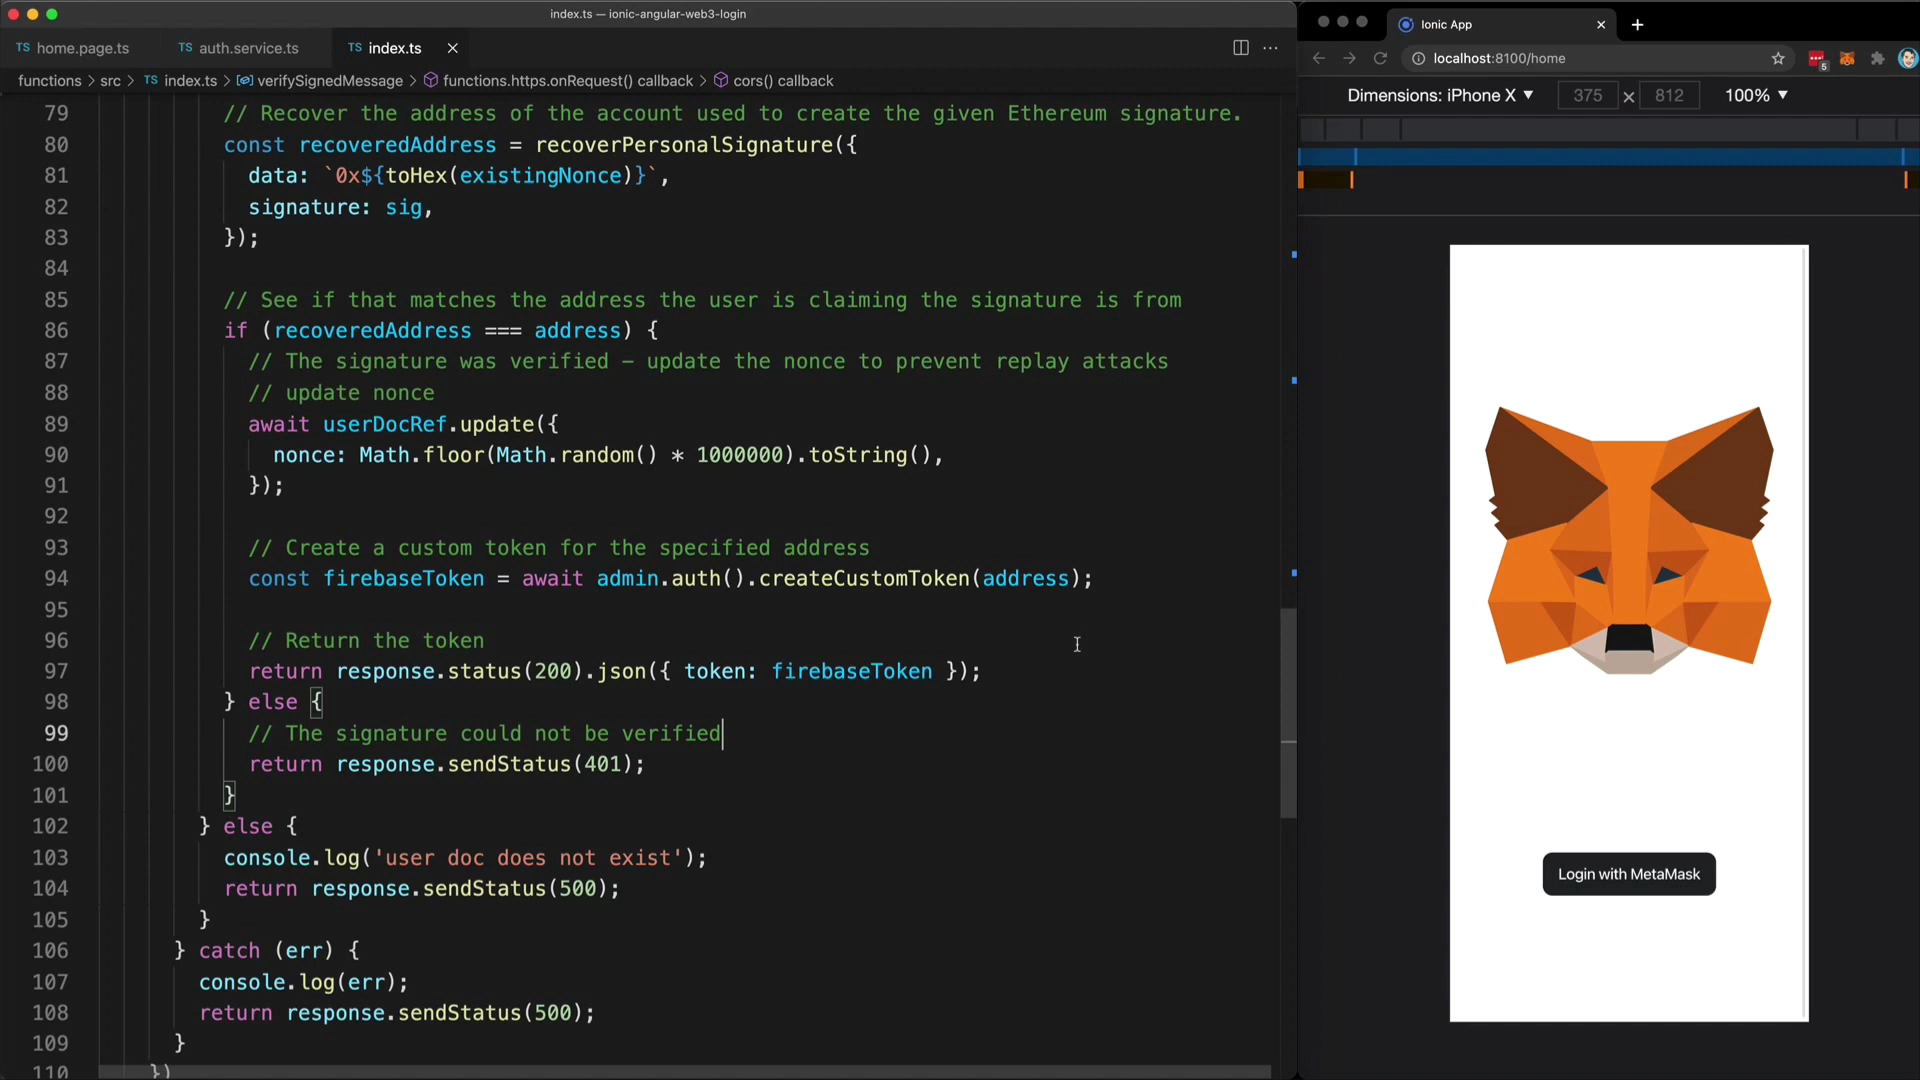 index.ts — ionic-angular-web3-login
TS home.page.ts
TS auth.service.ts
TS index.ts
functions > src > TS index.ts > verifySignedMessage > functions.https.onRequest() callback > cors() callback
79 // Recover the address of the account used to create the given Ethereum signature.
80 const recoveredAddress = recoverPersonalSignature({
81 data: `0x${toHex(existingNonce)}`,
82 signature: sig,
83 });
84
85 // See if that matches the address the user is claiming the signature is from
86 if (recoveredAddress === address) {
87 // The signature was verified – update the nonce to prevent replay attacks
88 // update nonce
89 await userDocRef.update({
90 nonce: Math.floor(Math.random() * 1000000).toString(),
91 });
92
93 // Create a custom token for the specified address
94 const firebaseToken = await admin.auth().createCustomToken(address);
95
96 // Return the token
97 return response.status(200).json({ token: firebaseToken });
98 } else {
99 // The signature could not be verified
100 return response.sendStatus(401);
101 }
102 } else {
103 console.log('user doc does not exist');
104 return response.sendStatus(500);
105 }
106 } catch (err) {
107 console.log(err);
108 return response.sendStatus(500);
109 }
110 })
Ionic App
localhost:8100/home
5
Dimensions: iPhone X ▼ 375 × 812 100% ▼
Login with MetaMask